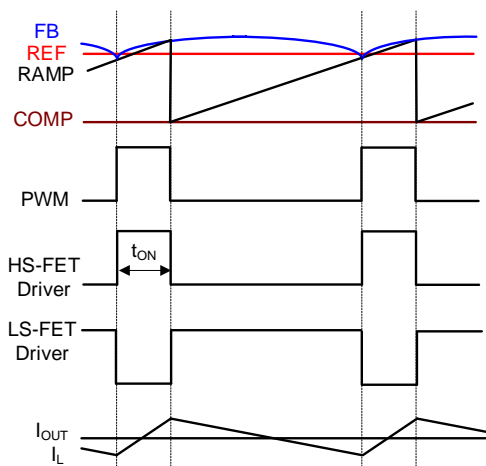 FB
REF
RAMP
COMP
PWM
HS-FET
Driver
tON
LS-FET
Driver
IOUT
IL